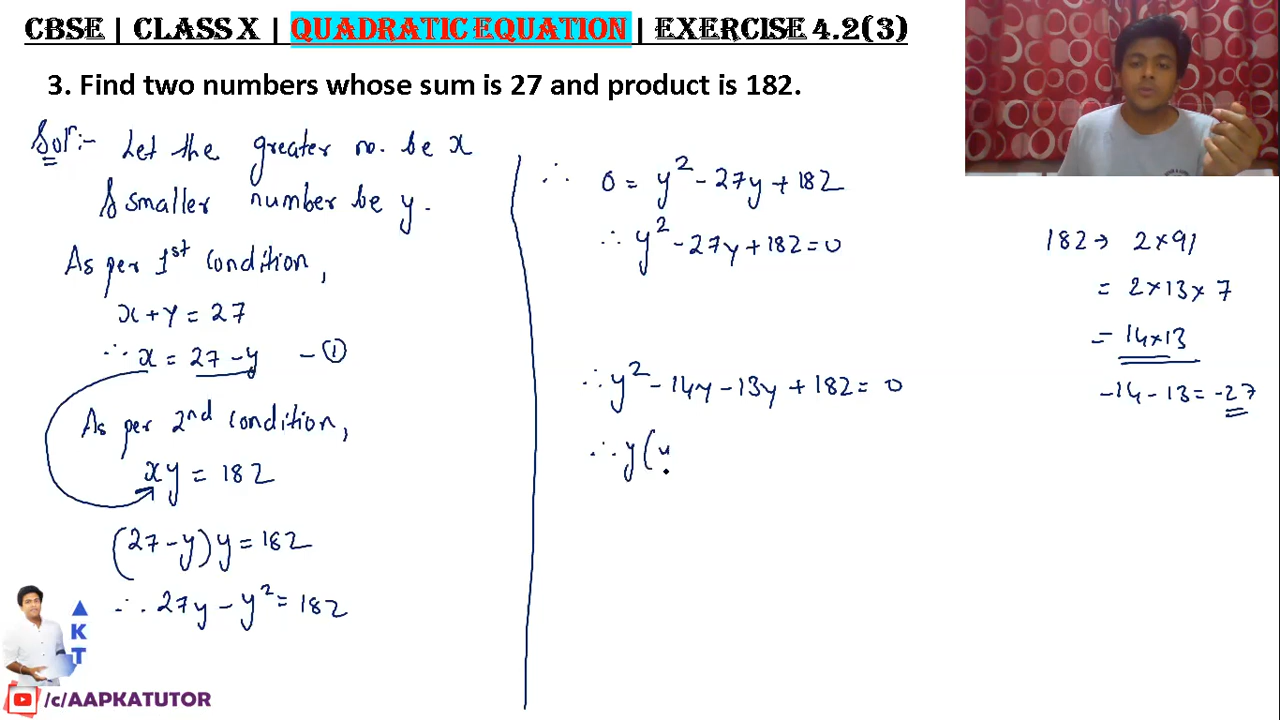 CBSE | CLASS X | QUADRATIC EQUATION | EXERCISE 4.2(3)
3. Find two numbers whose sum is 27 and product is 182.
Solⁿ:- Let the greater no. be x
& smaller number be y.
As per 1st condition,
x + y = 27
∴ x = 27 - y - ①
As per 2nd condition,
xy = 182
(27 - y) y = 182
∴ 27y - y² = 182
∴ 0 = y² - 27y + 182
∴ y² - 27y + 182 = 0
∴ y² - 14y - 13y + 182 = 0
∴ y(y
182 → 2 × 91
= 2 × 13 × 7
= 14 × 13
-14 - 13 = -27
AKT
/c/AAPKATUTOR